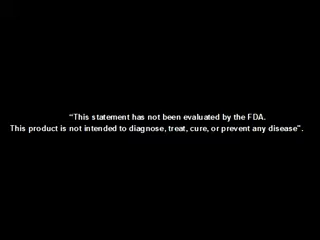 "This statement has not been evaluated by the FDA.
This product is not intended to diagnose, treat, cure, or prevent any disease".